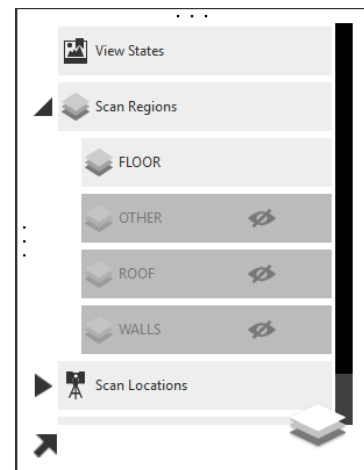 View States
Scan Regions
FLOOR
OTHER
ROOF
WALLS
Scan Locations